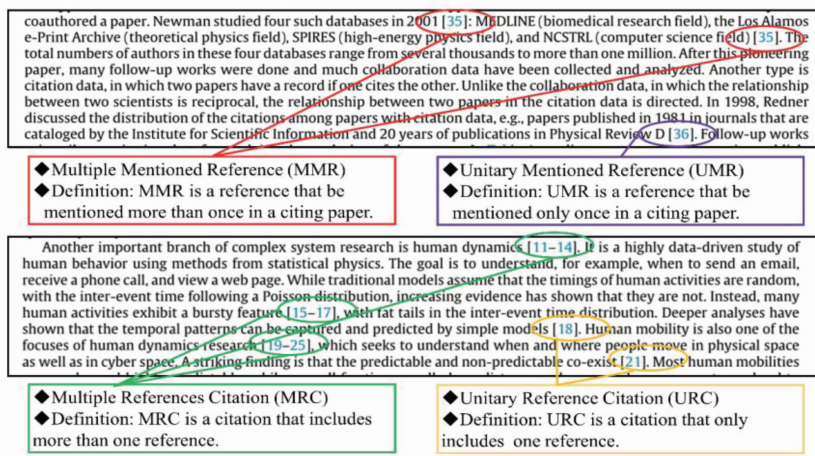 coauthored a paper. Newman studied four such databases in 2001 [35]: MEDLINE (biomedical research field), the Los Alamos
e-Print Archive (theoretical physics field), SPIRES (high-energy physics field), and NCSTRL (computer science field) [35]. The
total numbers of authors in these four databases range from several thousands to more than one million. After this pioneering
paper, many follow-up works were done and much collaboration data have been collected and analyzed. Another type is
citation data, in which two papers have a record if one cites the other. Unlike the collaboration data, in which the relationship
between two scientists is reciprocal, the relationship between two papers in the citation data is directed. In 1998, Redner
discussed the distribution of the citations among papers with citation data, e.g., papers published in 1981 in journals that are
cataloged by the Institute for Scientific Information and 20 years of publications in Physical Review D [36]. Follow-up works
◆Multiple Mentioned Reference (MMR)
◆Definition: MMR is a reference that be
mentioned more than once in a citing paper.
◆Unitary Mentioned Reference (UMR)
◆Definition: UMR is a reference that be
mentioned only once in a citing paper.
Another important branch of complex system research is human dynamics [11–14]. It is a highly data-driven study of
human behavior using methods from statistical physics. The goal is to understand, for example, when to send an email,
receive a phone call, and view a web page. While traditional models assume that the timings of human activities are random,
with the inter-event time following a Poisson distribution, increasing evidence has shown that they are not. Instead, many
human activities exhibit a bursty feature [15–17], with fat tails in the inter-event time distribution. Deeper analyses have
shown that the temporal patterns can be captured and predicted by simple models [18]. Human mobility is also one of the
focuses of human dynamics research [19–25], which seeks to understand when and where people move in physical space
as well as in cyber space. A striking finding is that the predictable and non-predictable co-exist [21]. Most human mobilities
◆Multiple References Citation (MRC)
◆Definition: MRC is a citation that includes
more than one reference.
◆Unitary Reference Citation (URC)
◆Definition: URC is a citation that only
includes one reference.